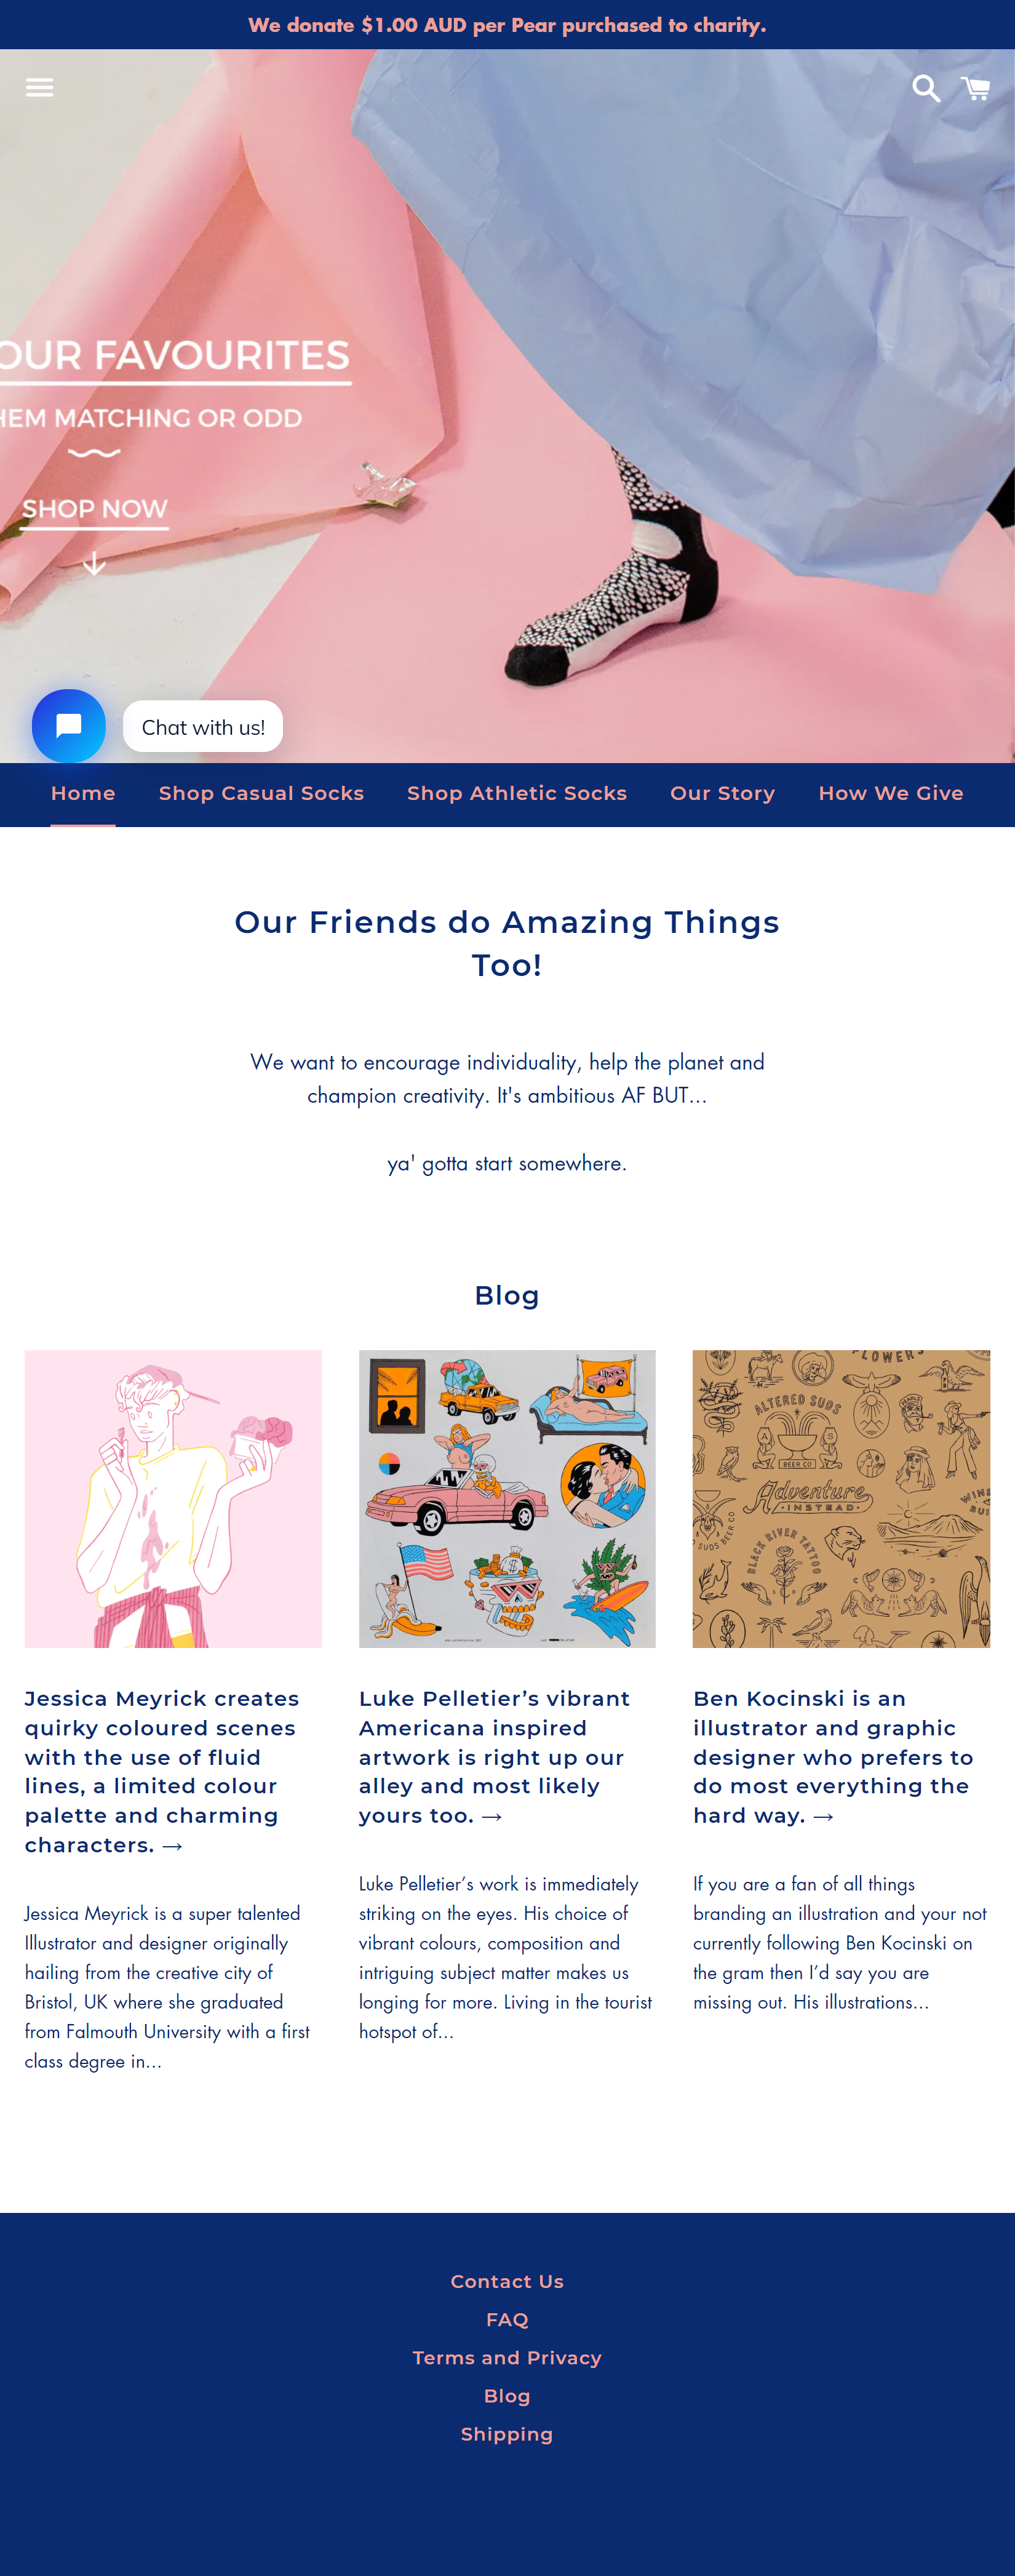 We donate $1.00 AUD per Pear purchased to charity.
OUR FAVOURITES
HEM MATCHING OR ODD
SHOP NOW
Chat with us!
Home
Shop Casual Socks
Shop Athletic Socks
Our Story
How We Give
Our Friends do Amazing Things
Too!
We want to encourage individuality, help the planet and
champion creativity. It's ambitious AF BUT...
ya' gotta start somewhere.
Blog
FLOWERS
ALTERED SUDS
A
S
BEER CO
Adventure
INSTEAD
SUDS BEER CO
BLACK RIVER TATTOO
Jessica Meyrick creates
quirky coloured scenes
with the use of fluid
lines, a limited colour
palette and charming
characters. →
Jessica Meyrick is a super talented
Illustrator and designer originally
hailing from the creative city of
Bristol, UK where she graduated
from Falmouth University with a first
class degree in...
Luke Pelletier’s vibrant
Americana inspired
artwork is right up our
alley and most likely
yours too. →
Luke Pelletier’s work is immediately
striking on the eyes. His choice of
vibrant colours, composition and
intriguing subject matter makes us
longing for more. Living in the tourist
hotspot of...
Ben Kocinski is an
illustrator and graphic
designer who prefers to
do most everything the
hard way. →
If you are a fan of all things
branding an illustration and your not
currently following Ben Kocinski on
the gram then I’d say you are
missing out. His illustrations...
Contact Us
FAQ
Terms and Privacy
Blog
Shipping